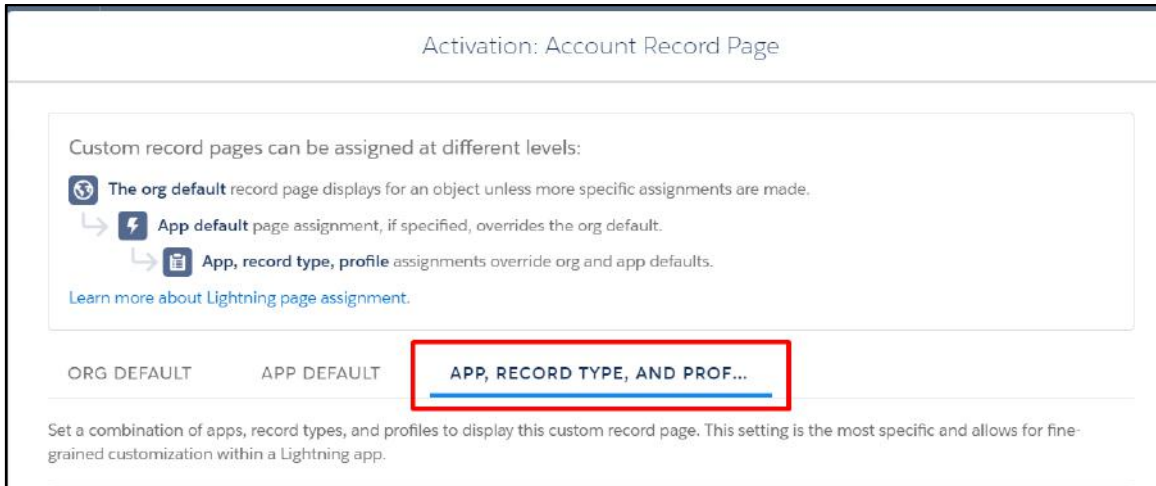 Activation: Account Record Page
Custom record pages can be assigned at different levels:
The org default record page displays for an object unless more specific assignments are made.
App default page assignment, if specified, overrides the org default.
App, record type, profile assignments override org and app defaults.
Learn more about Lightning page assignment.
ORG DEFAULT APP DEFAULT APP, RECORD TYPE, AND PROF...
Set a combination of apps, record types, and profiles to display this custom record page. This setting is the most specific and allows for fine-
grained customization within a Lightning app.